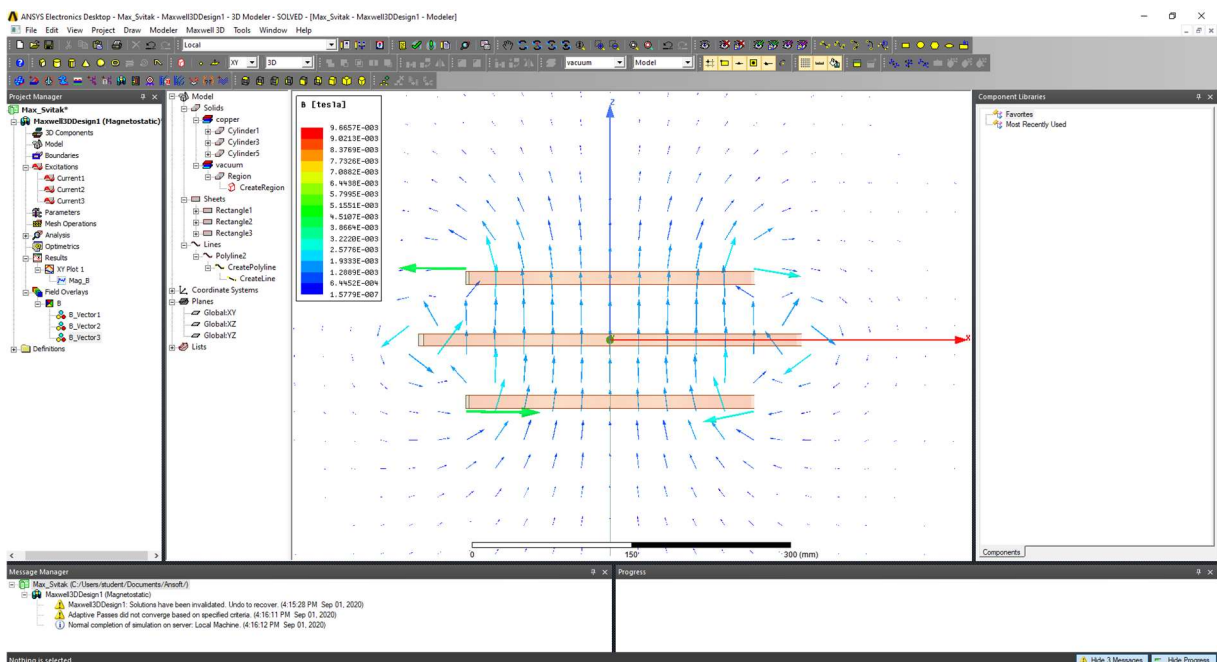 ANSYS Electronics Desktop - Max_Svitak - Maxwell3DDesign1 - 3D Modeler - SOLVED - [Max_Svitak - Maxwell3DDesign1 - Modeler]
File Edit View Project Draw Modeler Maxwell 3D Tools Window Help
Local
XY 3D vacuum Model
Project Manager
Max_Svitak*
Maxwell3DDesign1 (Magnetostatic)*
3D Components
Model
Boundaries
Excitations
Current1
Current2
Current3
Parameters
Mesh Operations
Analysis
Optimetrics
Results
XY Plot 1
Mag_B
Field Overlays
B
B_Vector1
B_Vector2
B_Vector3
Definitions
Model
Solids
copper
Cylinder1
Cylinder3
Cylinder5
vacuum
Region
CreateRegion
Sheets
Rectangle1
Rectangle2
Rectangle3
Lines
Polyline2
CreatePolyline
CreateLine
Coordinate Systems
Planes
Global:XY
Global:XZ
Global:YZ
Lists
B [tesla]
9.6657E-003
9.0213E-003
8.3769E-003
7.7326E-003
7.0882E-003
6.4438E-003
5.7995E-003
5.1551E-003
4.5107E-003
3.8664E-003
3.2220E-003
2.5776E-003
1.9333E-003
1.2889E-003
6.4452E-004
1.5779E-007
Z
X
0 150 300 (mm)
Component Libraries
Favorites
Most Recently Used
Components
Message Manager
Max_Svitak (C:/Users/student/Documents/Ansoft/)
Maxwell3DDesign1 (Magnetostatic)
Maxwell3DDesign1: Solutions have been invalidated. Undo to recover. (4:15:28 PM Sep 01, 2020)
Adaptive Passes did not converge based on specified criteria. (4:16:11 PM Sep 01, 2020)
Normal completion of simulation on server: Local Machine. (4:16:12 PM Sep 01, 2020)
Progress
Nothing is selected
Hide 3 Messages Hide Progress